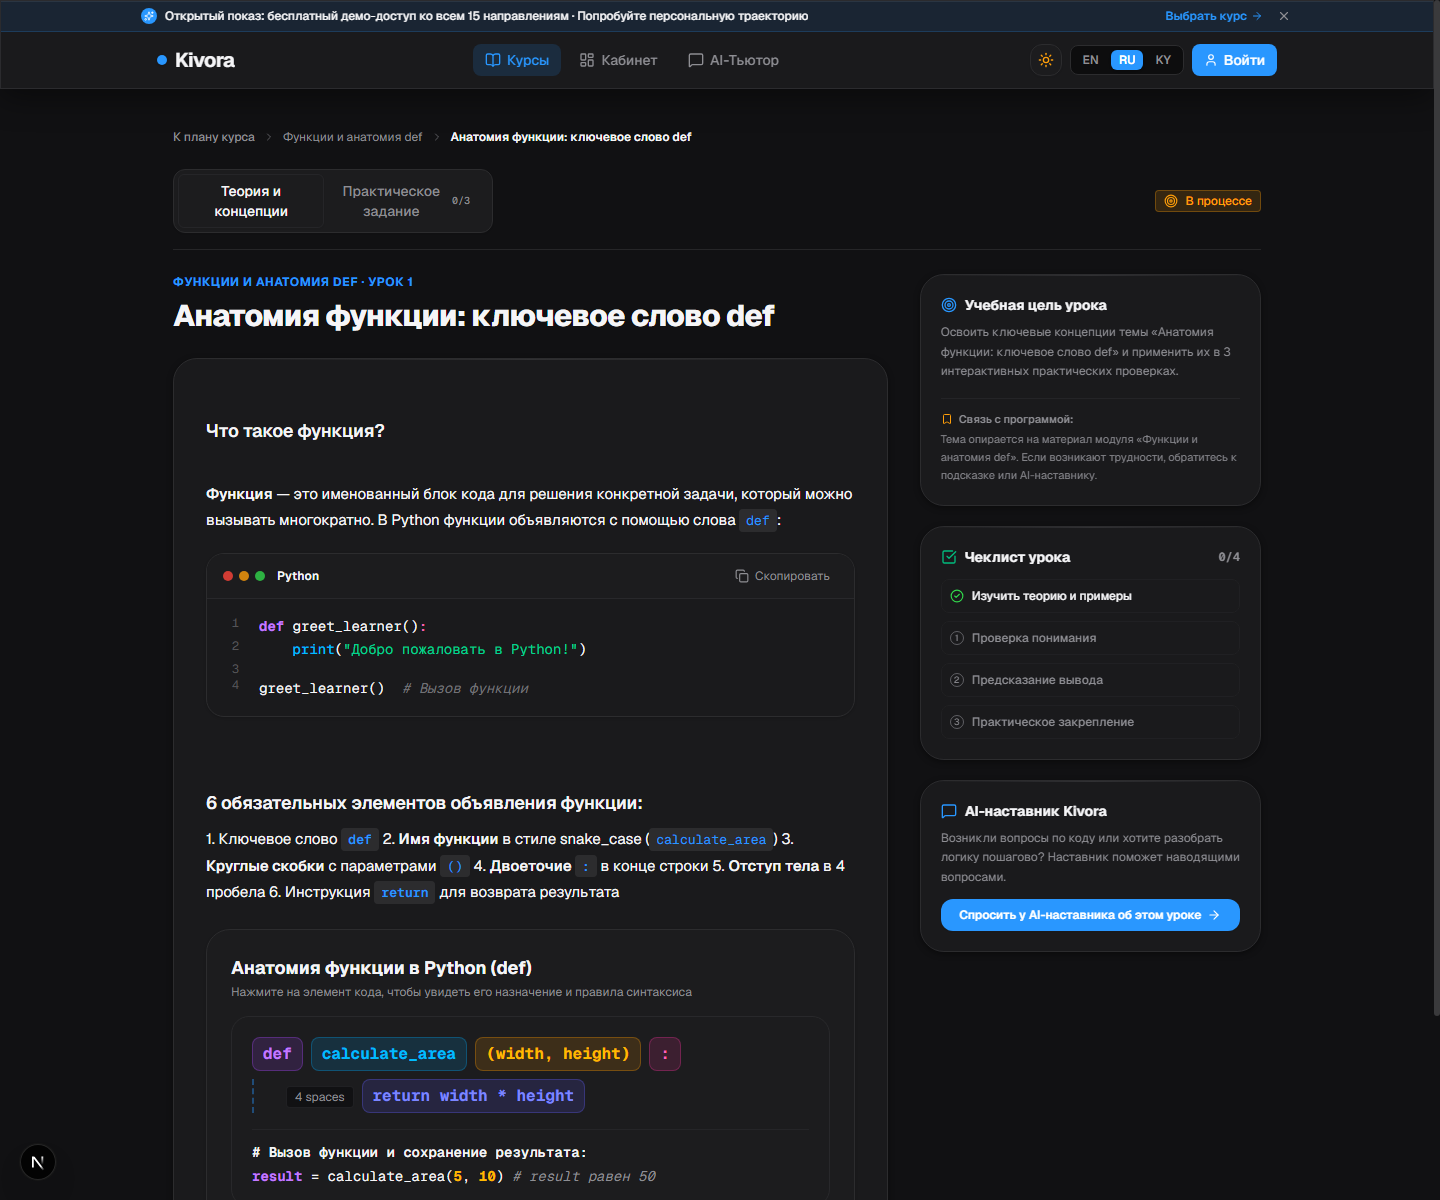 Открытый показ: бесплатный демо-доступ ко всем 15 направлениям · Попробуйте персональную траекторию
Выбрать курс →
Kivora
Курсы
Кабинет
AI-Тьютор
EN
RU
KY
Войти
К плану курса > Функции и анатомия def > Анатомия функции: ключевое слово def
Теория и
концепции
Практическое
задание
0/3
В процессе
ФУНКЦИИ И АНАТОМИЯ DEF · УРОК 1
Анатомия функции: ключевое слово def
Что такое функция?
Функция — это именованный блок кода для решения конкретной задачи, который можно
вызывать многократно. В Python функции объявляются с помощью слова def :
Python
Скопировать
1 def greet_learner():
2     print("Добро пожаловать в Python!")
3
4 greet_learner()  # Вызов функции
6 обязательных элементов объявления функции:
1. Ключевое слово def 2. Имя функции в стиле snake_case ( calculate_area ) 3.
Круглые скобки с параметрами () 4. Двоеточие : в конце строки 5. Отступ тела в 4
пробела 6. Инструкция return для возврата результата
Анатомия функции в Python (def)
Нажмите на элемент кода, чтобы увидеть его назначение и правила синтаксиса
def calculate_area (width, height) :
4 spaces return width * height
# Вызов функции и сохранение результата:
result = calculate_area(5, 10) # result равен 50
Учебная цель урока
Освоить ключевые концепции темы «Анатомия
функции: ключевое слово def» и применить их в 3
интерактивных практических проверках.
Связь с программой:
Тема опирается на материал модуля «Функции и
анатомия def». Если возникают трудности, обратитесь к
подсказке или AI-наставнику.
Чеклист урока
0/4
Изучить теорию и примеры
1 Проверка понимания
2 Предсказание вывода
3 Практическое закрепление
AI-наставник Kivora
Возникли вопросы по коду или хотите разобрать
логику пошагово? Наставник поможет наводящими
вопросами.
Спросить у AI-наставника об этом уроке →
N